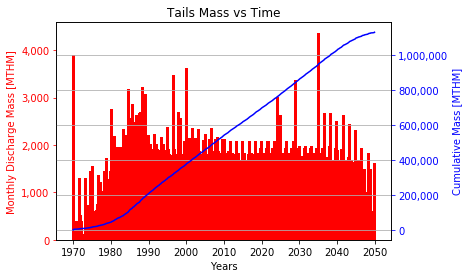 Tails Mass vs Time
Monthly Discharge Mass [MTHM]
4,000
3,000
2,000
1,000
0
1,000,000
800,000
600,000
400,000
200,000
0
Cumulative Mass [MTHM]
1970 1980 1990 2000 2010 2020 2030 2040 2050
Years